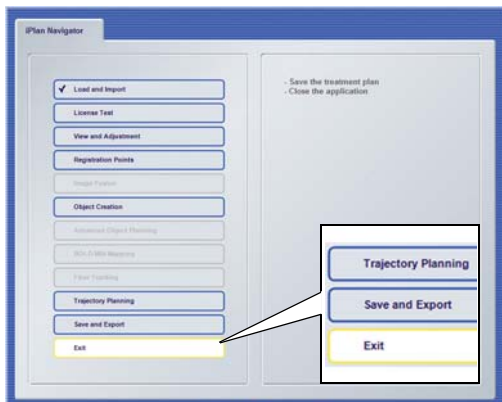 iPlan Navigator
✔ Load and Import
License Test
View and Adjustment
Registration Points
Image Fusion
Object Creation
Advanced Object Planning
BOLD MRI Mapping
Fiber Tracking
Trajectory Planning
Save and Export
Exit
- Save the treatment plan
- Close the application
Trajectory Planning
Save and Export
Exit